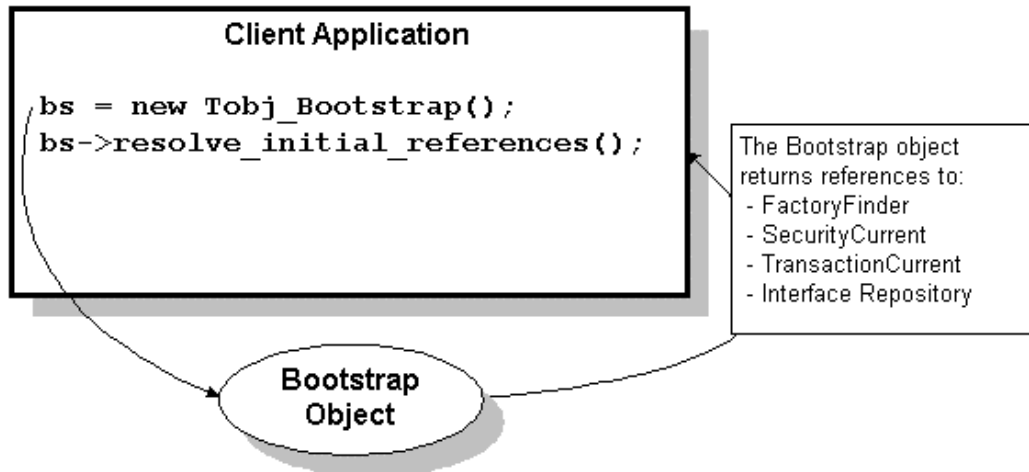 Client Application
bs = new Tobj_Bootstrap();
bs->resolve_initial_references();
The Bootstrap object
returns references to:
- FactoryFinder
- SecurityCurrent
- TransactionCurrent
- Interface Repository
Bootstrap
Object